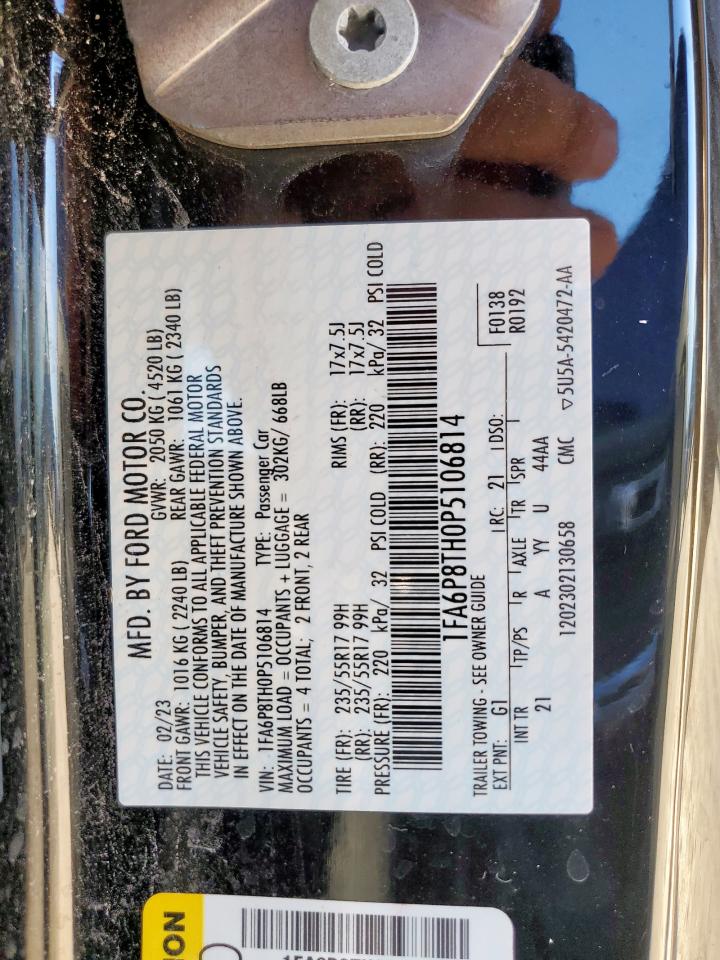 MFD. BY FORD MOTOR CO.
DATE: 02/23 GVWR: 2050 KG ( 4520 LB)
FRONT GAWR: 1016 KG ( 2240 LB) REAR GAWR: 1061 KG ( 2340 LB)
THIS VEHICLE CONFORMS TO ALL APPLICABLE FEDERAL MOTOR
VEHICLE SAFETY, BUMPER, AND THEFT PREVENTION STANDARDS
IN EFFECT ON THE DATE OF MANUFACTURE SHOWN ABOVE.
VIN: 1FA6P8TH0P5106814 TYPE: Passenger Car
MAXIMUM LOAD = OCCUPANTS + LUGGAGE = 302KG/ 668LB
OCCUPANTS = 4 TOTAL; 2 FRONT, 2 REAR
TIRE (FR): 235/55R17 99H RIMS (FR): 17x7.5J
(RR): 235/55R17 99H (RR): 17x7.5J
PRESSURE (FR): 220 kPa/ 32 PSI COLD (RR): 220 kPa/ 32 PSI COLD
1FA6P8TH0P5106814
TRAILER TOWING - SEE OWNER GUIDE
F0138
R0192
EXT PNT: G1 RC: 21 DSO:
INT TR TP/PS R AXLE TR SPR
21 A YY U 44AA
1202302130658 CMC ▽5U5A-5420472-AA